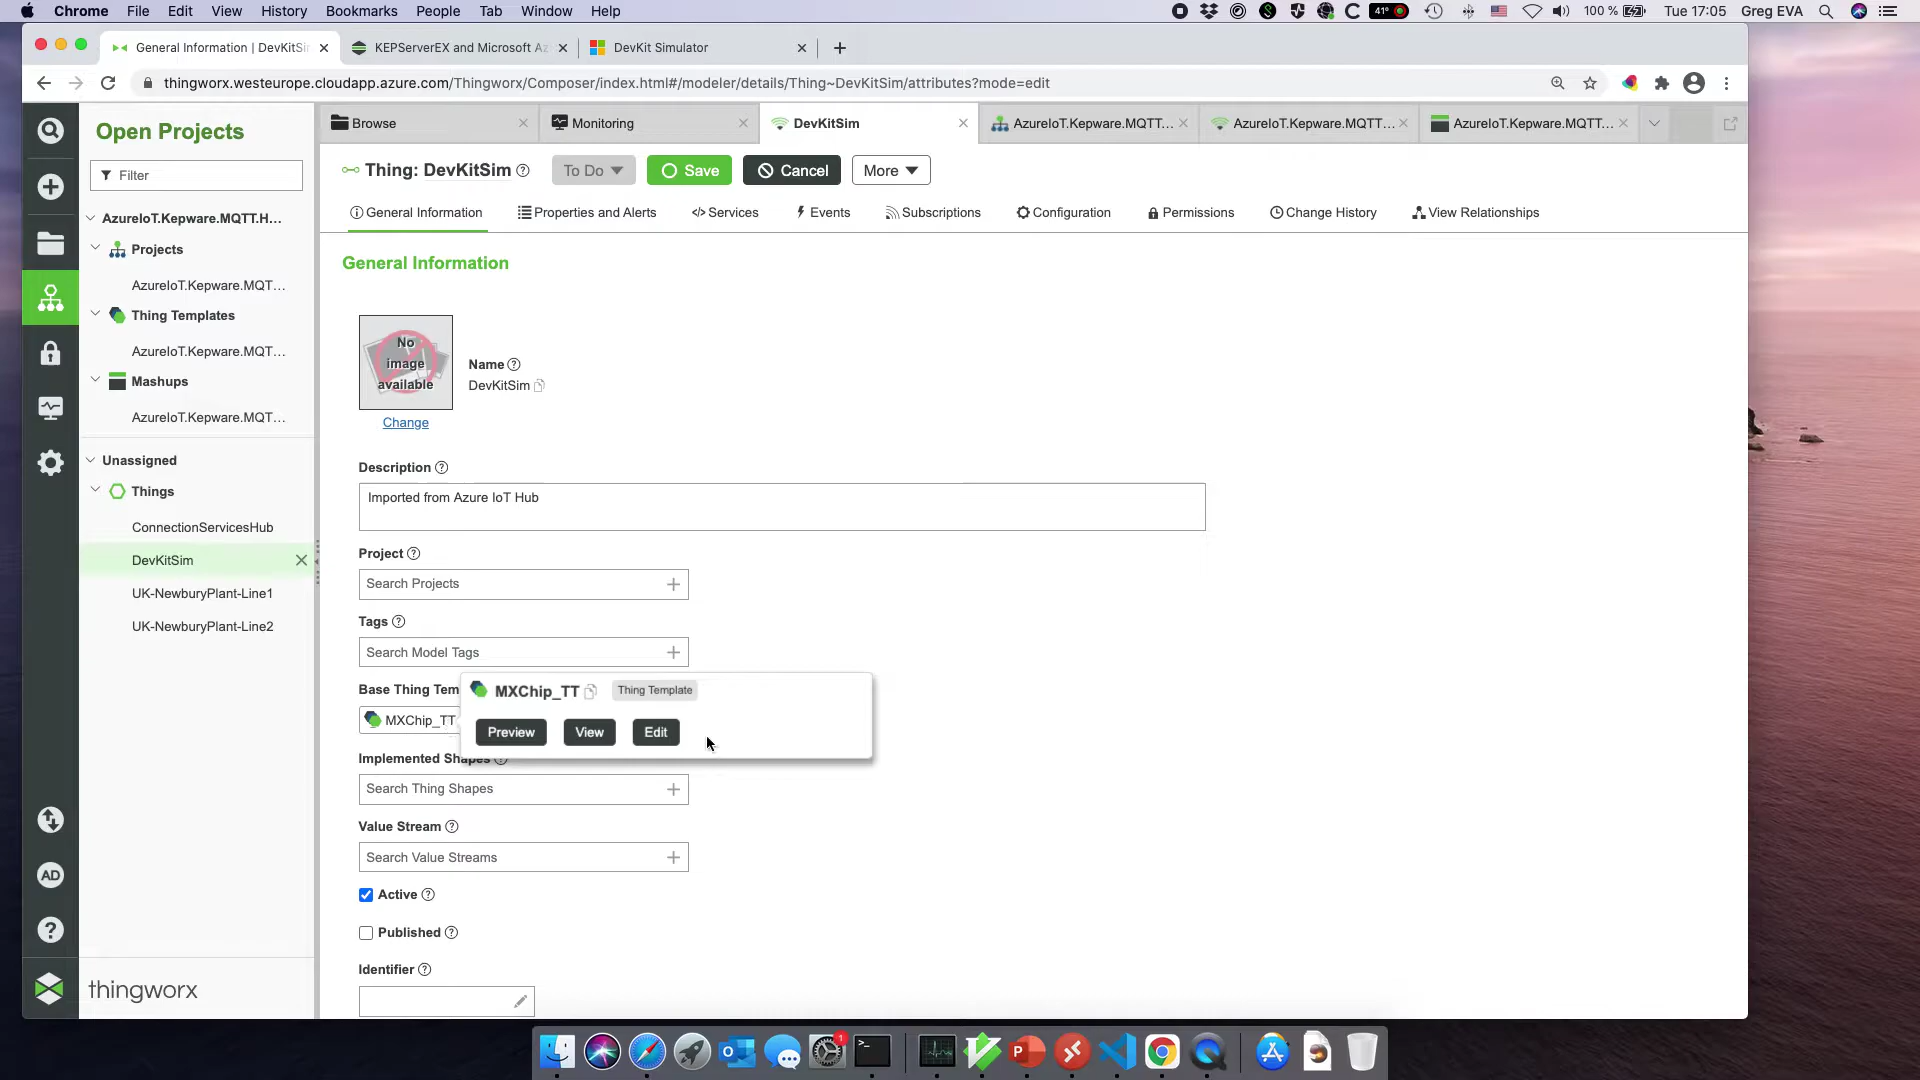 Chrome File Edit View History Bookmarks People Tab Window Help 41° 100 % Tue 17:05 Greg EVA
General Information | DevKitSi
KEPServerEX and Microsoft Az
DevKit Simulator
thingworx.westeurope.cloudapp.azure.com/Thingworx/Composer/index.html#/modeler/details/Thing~DevKitSim/attributes?mode=edit
Open Projects
Filter
AzureIoT.Kepware.MQTT.H...
Projects
AzureIoT.Kepware.MQT...
Thing Templates
AzureIoT.Kepware.MQT...
Mashups
AzureIoT.Kepware.MQT...
Unassigned
Things
ConnectionServicesHub
DevKitSim
UK-NewburyPlant-Line1
UK-NewburyPlant-Line2
AD
thingworx
Browse
Monitoring
DevKitSim
AzureIoT.Kepware.MQTT...
AzureIoT.Kepware.MQTT...
AzureIoT.Kepware.MQTT...
Thing: DevKitSim
To Do
Save
Cancel
More
General Information
Properties and Alerts
Services
Events
Subscriptions
Configuration
Permissions
Change History
View Relationships
General Information
No
image
available
Change
Name
DevKitSim
Description
Imported from Azure IoT Hub
Project
Search Projects
Tags
Search Model Tags
Base Thing Tem
MXChip_TT
MXChip_TT
Thing Template
Preview
View
Edit
Implemented Shapes
Search Thing Shapes
Value Stream
Search Value Streams
Active
Published
Identifier
1